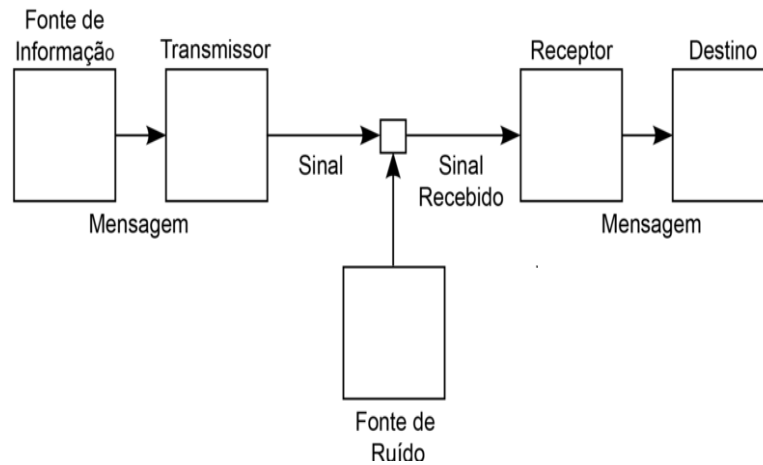 Fonte de
Informação
Transmissor
Receptor
Destino
Sinal
Sinal
Recebido
Mensagem
Mensagem
Fonte de
Ruído